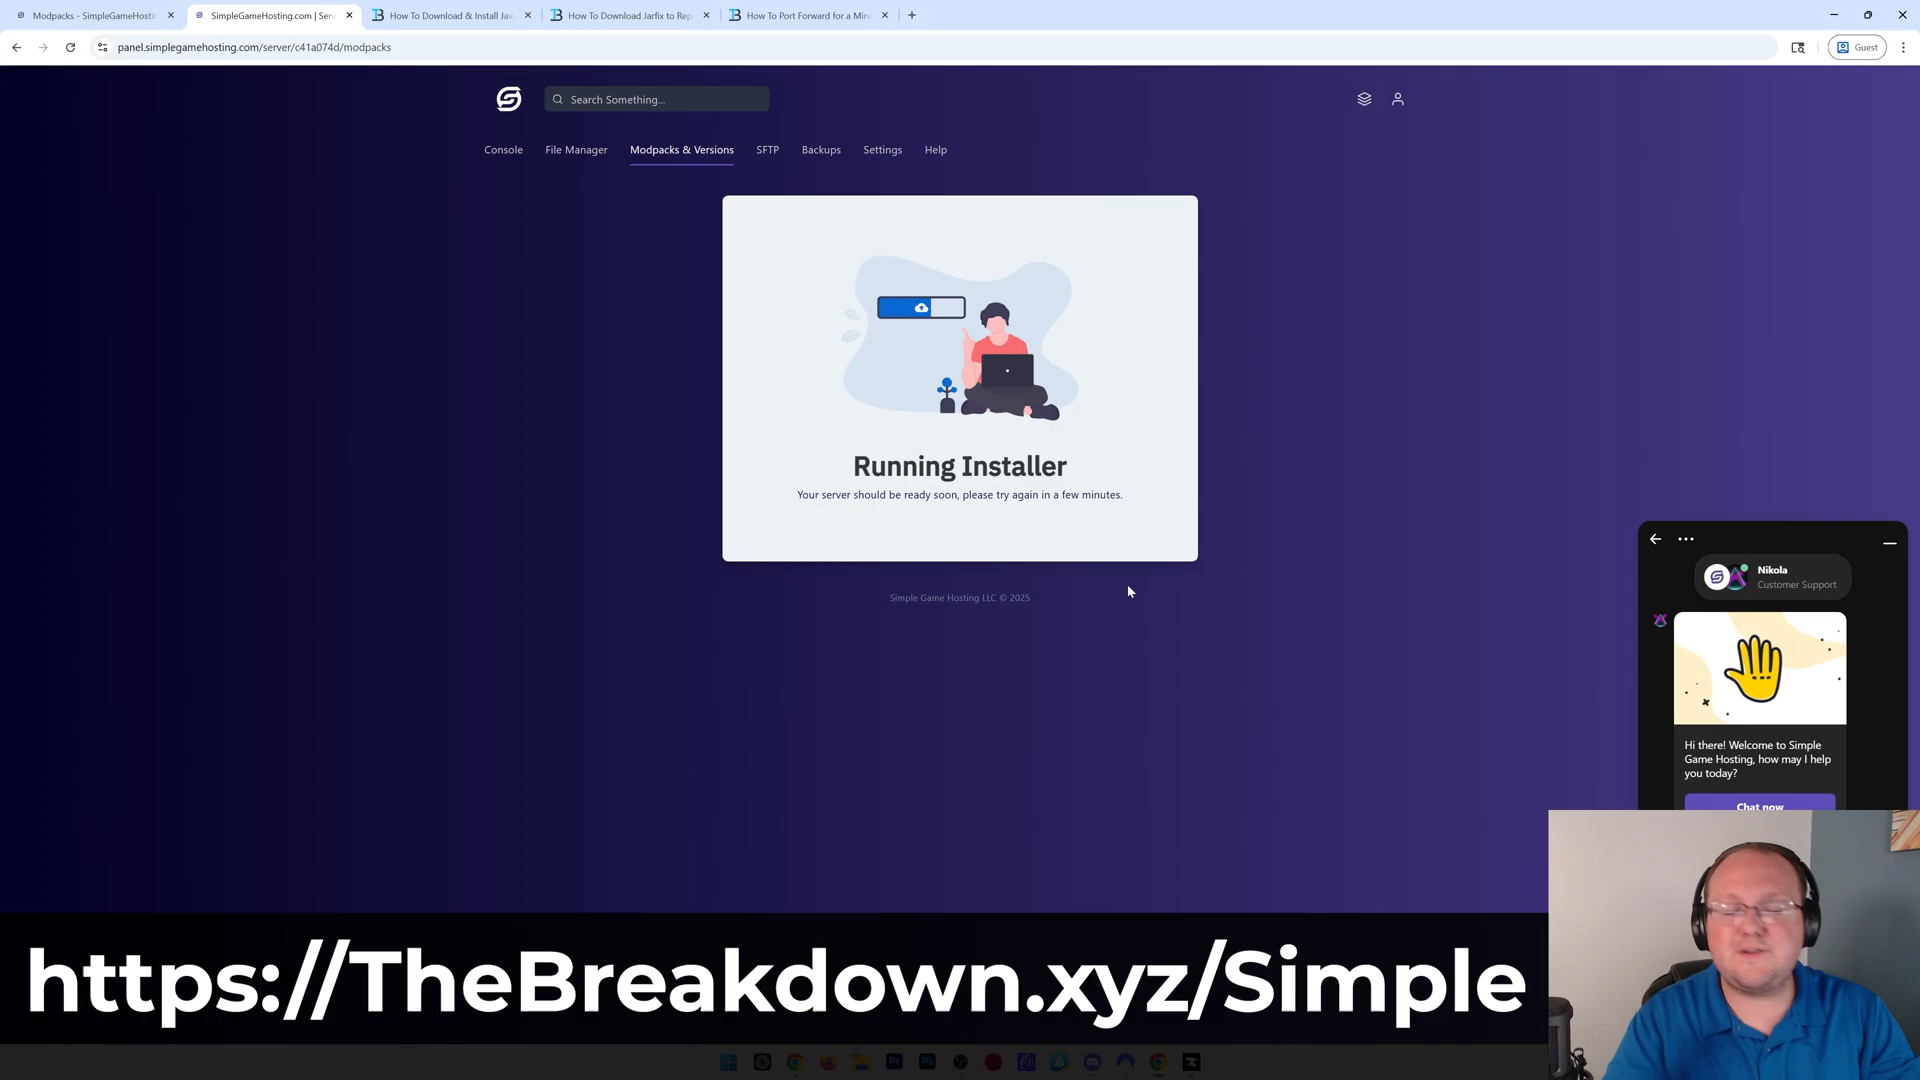 Modpacks - SimpleGameHostin
SimpleGameHosting.com | Serv
How To Download & Install Jav
How To Download Jarfix to Rep
How To Port Forward for a Mine
panel.simplegamehosting.com/server/c41a074d/modpacks
Guest
Search Something...
Console
File Manager
Modpacks & Versions
SFTP
Backups
Settings
Help
Running Installer
Your server should be ready soon, please try again in a few minutes.
Simple Game Hosting LLC © 2025
Nikola
Customer Support
Hi there! Welcome to Simple
Game Hosting, how may I help
you today?
Chat now
https://TheBreakdown.xyz/Simple
Pr
Ps